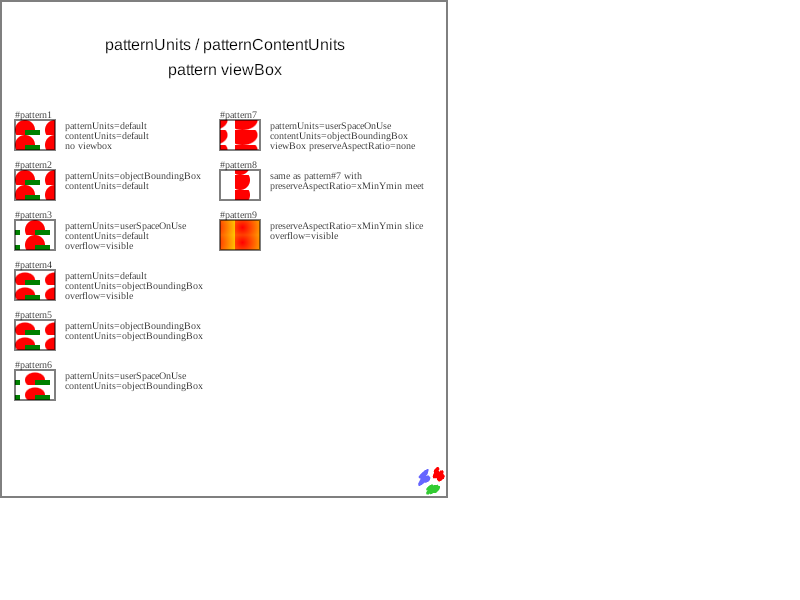 patternUnits / patternContentUnits
pattern viewBox
#pattern1
patternUnits=default
contentUnits=default
no viewbox
#pattern2
patternUnits=objectBoundingBox
contentUnits=default
#pattern3
patternUnits=userSpaceOnUse
contentUnits=default
overflow=visible
#pattern4
patternUnits=default
contentUnits=objectBoundingBox
overflow=visible
#pattern5
patternUnits=objectBoundingBox
contentUnits=objectBoundingBox
#pattern6
patternUnits=userSpaceOnUse
contentUnits=objectBoundingBox
#pattern7
patternUnits=userSpaceOnUse
contentUnits=objectBoundingBox
viewBox preserveAspectRatio=none
#pattern8
same as pattern#7 with
preserveAspectRatio=xMinYmin meet
#pattern9
preserveAspectRatio=xMinYmin slice
overflow=visible